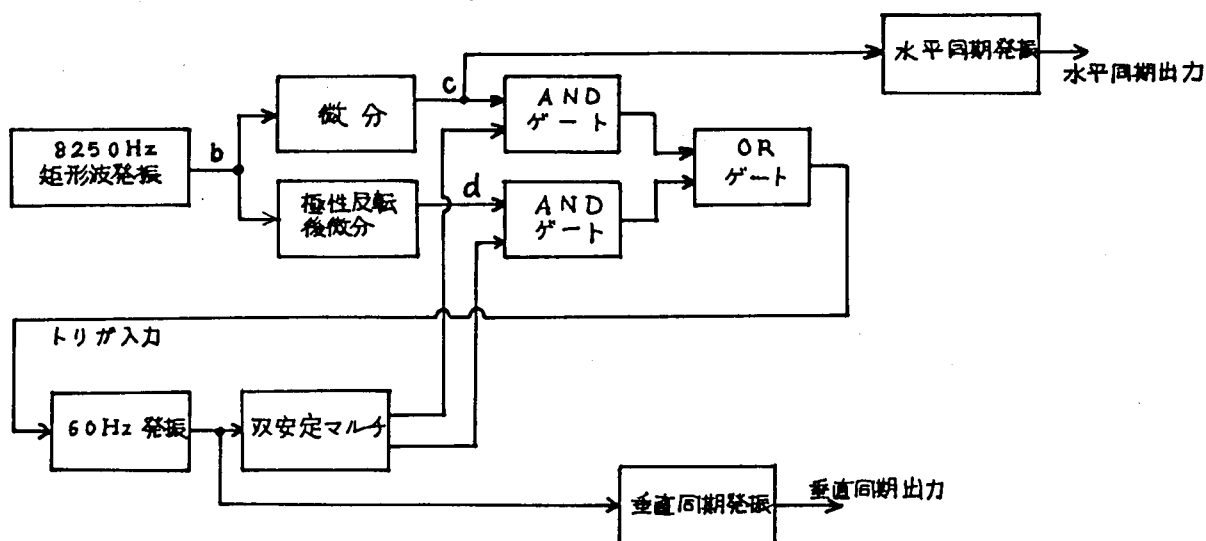 水平同期発振
水平同期出力
c
微分
AND
ゲート
8250Hz
矩形波発振
b
OR
ゲート
極性反転
後微分
d
AND
ゲート
トリガ入力
60Hz 発振
双安定マルチ
垂直同期発振
垂直同期出力